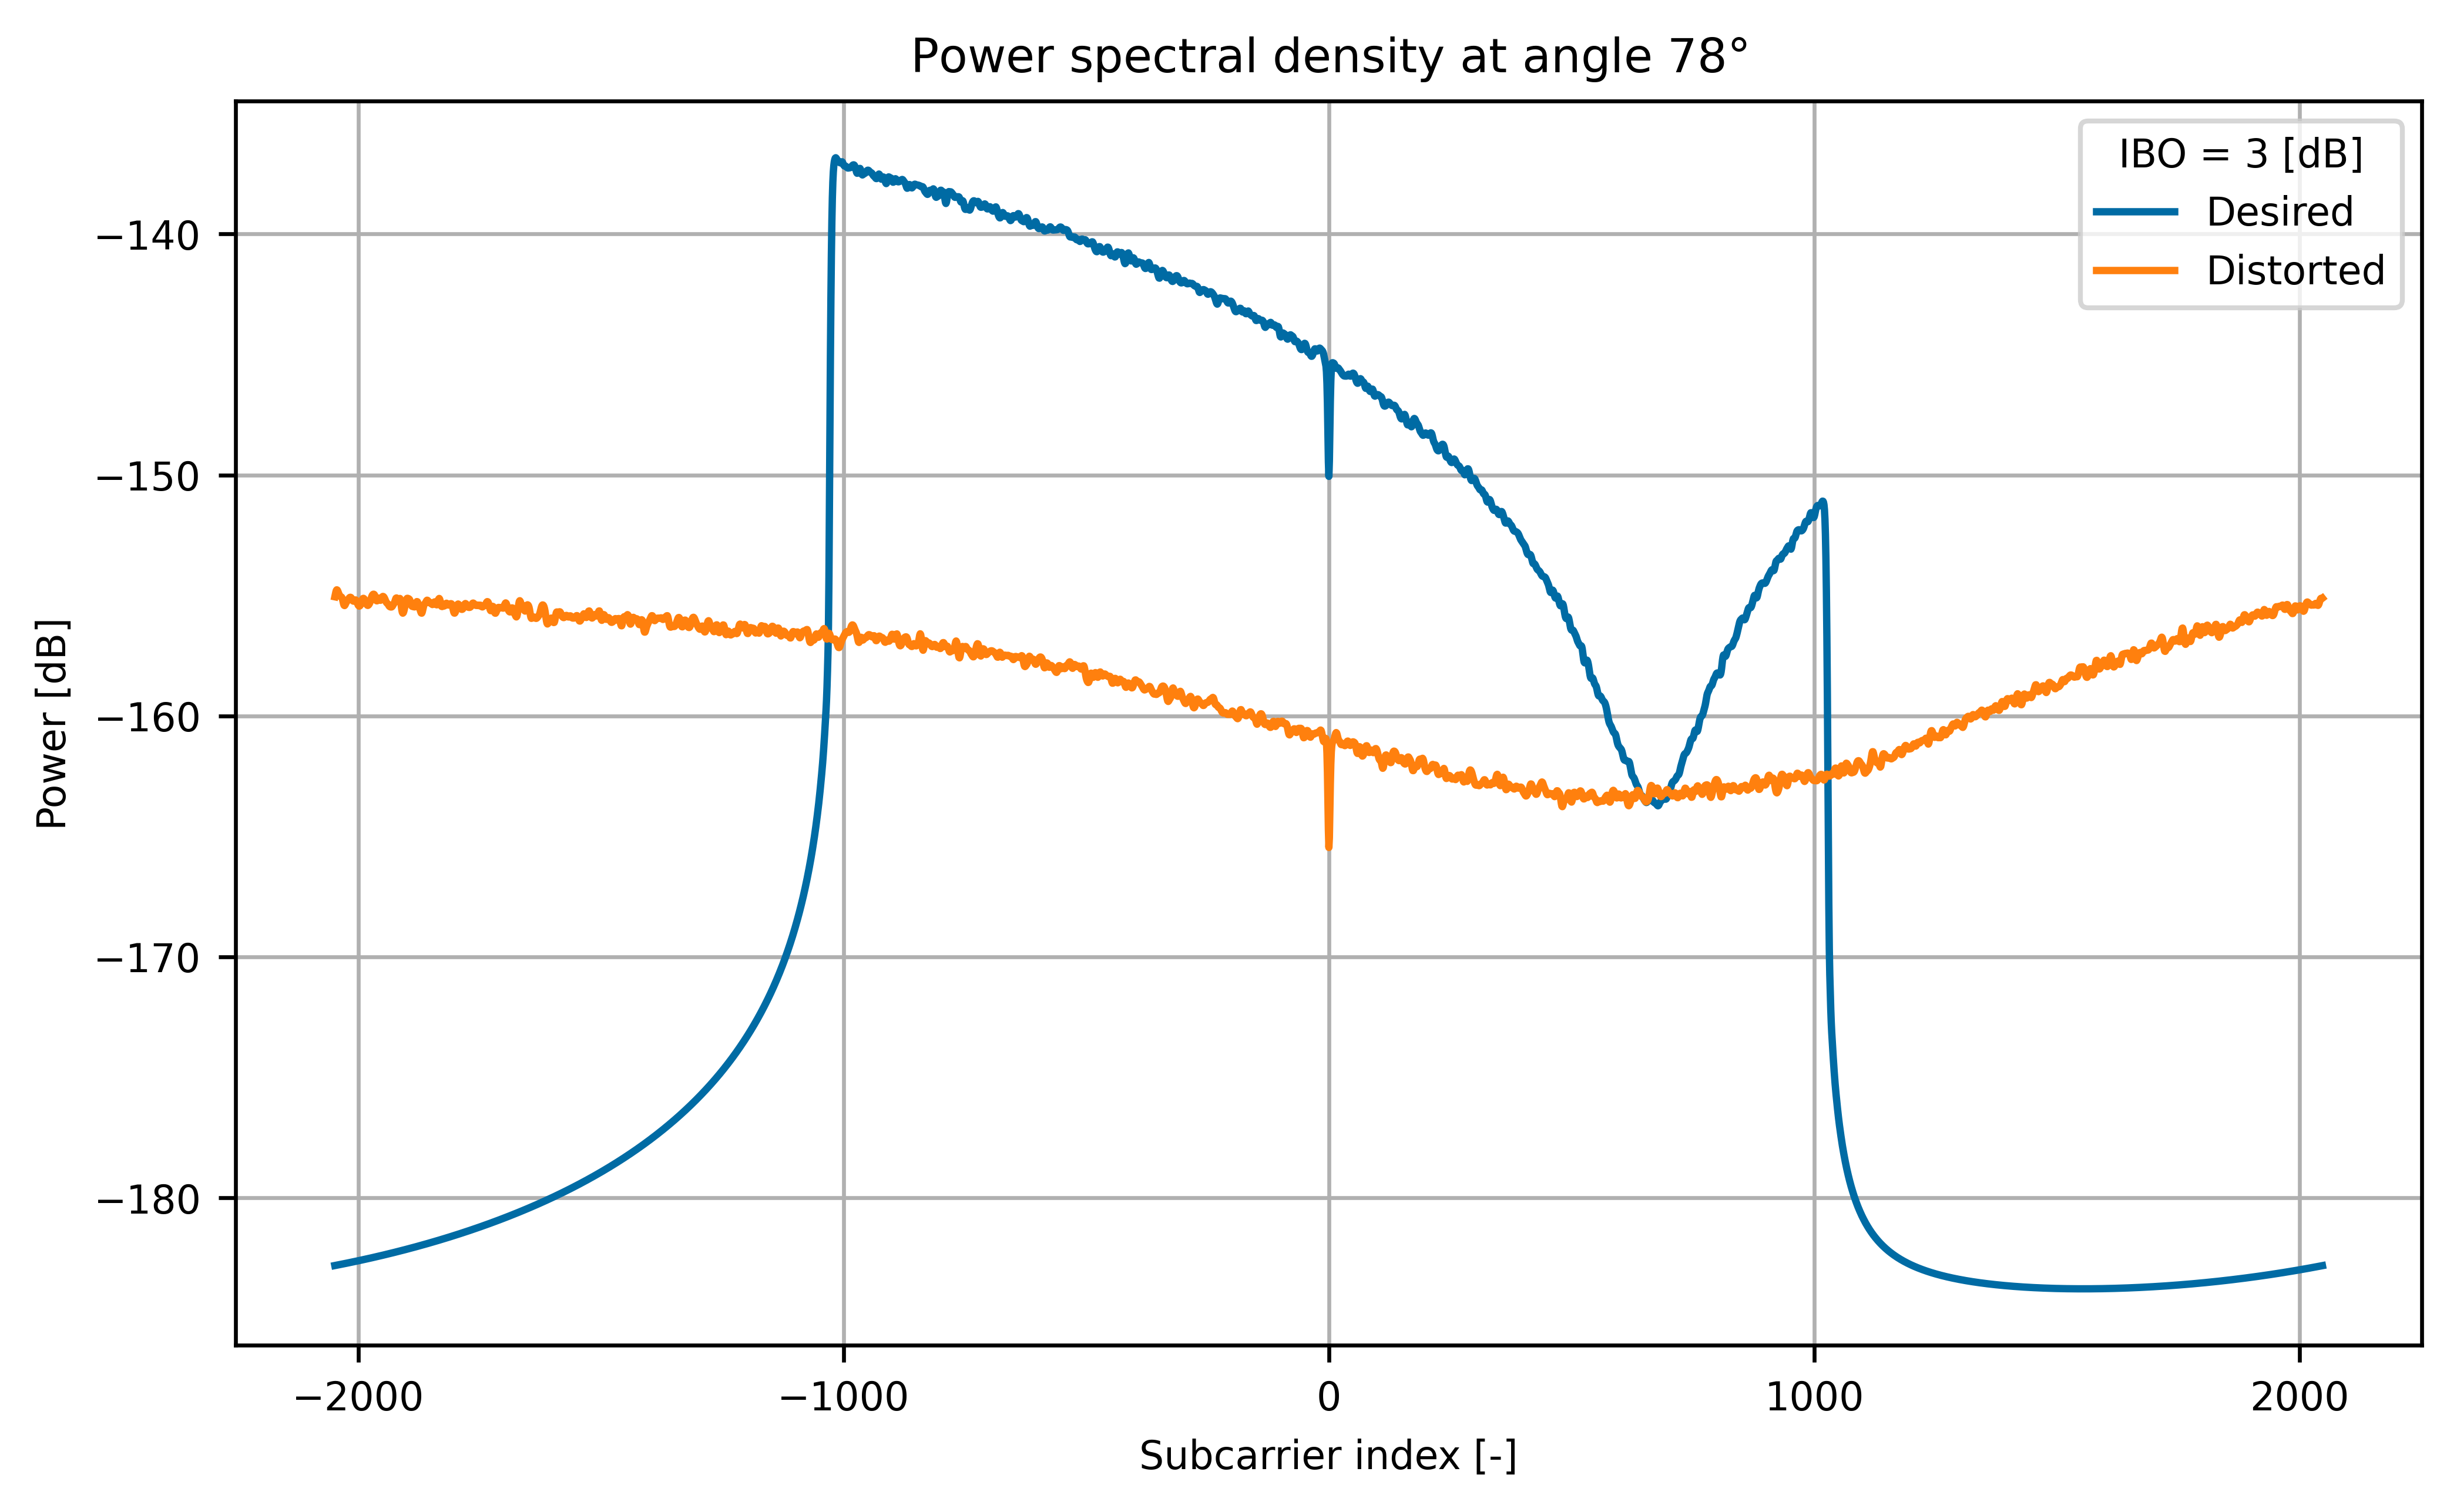 Power spectral density at angle 78°
IBO = 3 [dB]
Desired
Distorted
Power [dB]
−140
−150
−160
−170
−180
−2000
−1000
0
1000
2000
Subcarrier index [-]